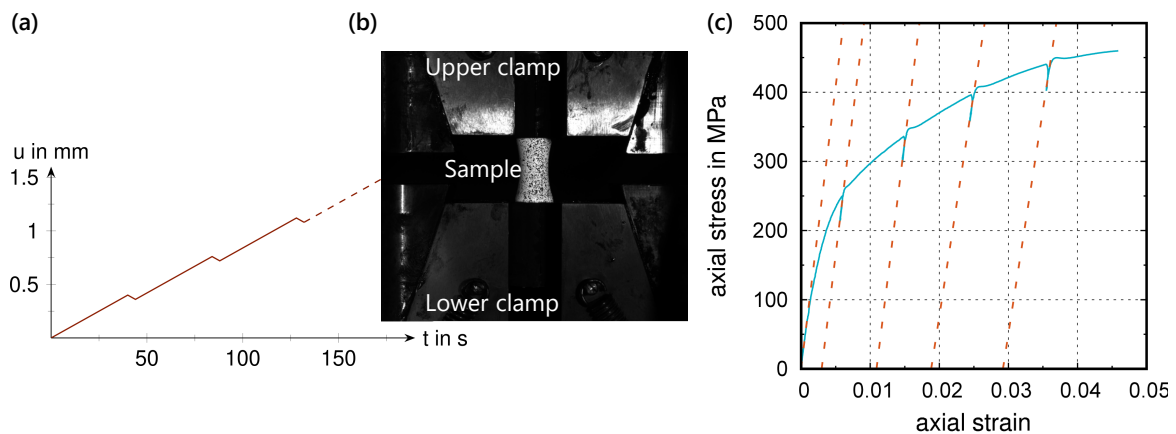 (a)
u in mm
1.5
1
0.5
50
100
150
t in s
(b)
Upper clamp
Sample
Lower clamp
(c)
axial stress in MPa
500
400
300
200
100
0
0
0.01
0.02
0.03
0.04
0.05
axial strain